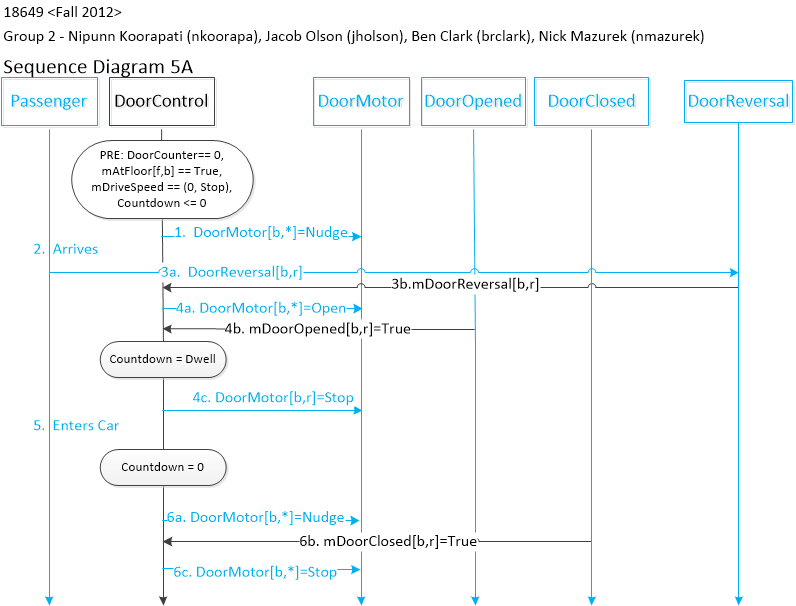 18649 <Fall 2012>
Group 2 - Nipunn Koorapati (nkoorapa), Jacob Olson (jholson), Ben Clark (brclark), Nick Mazurek (nmazurek)
Sequence Diagram 5A
Passenger
DoorControl
DoorMotor
DoorOpened
DoorClosed
DoorReversal
PRE: DoorCounter== 0,
mAtFloor[f,b] == True,
mDriveSpeed == (0, Stop),
Countdown <= 0
1. DoorMotor[b,*]=Nudge
2. Arrives
3a. DoorReversal[b,r]
3b.mDoorReversal[b,r]
4a. DoorMotor[b,*]=Open
4b. mDoorOpened[b,r]=True
Countdown = Dwell
4c. DoorMotor[b,r]=Stop
5. Enters Car
Countdown = 0
6a. DoorMotor[b,*]=Nudge
6b. mDoorClosed[b,r]=True
6c. DoorMotor[b,*]=Stop